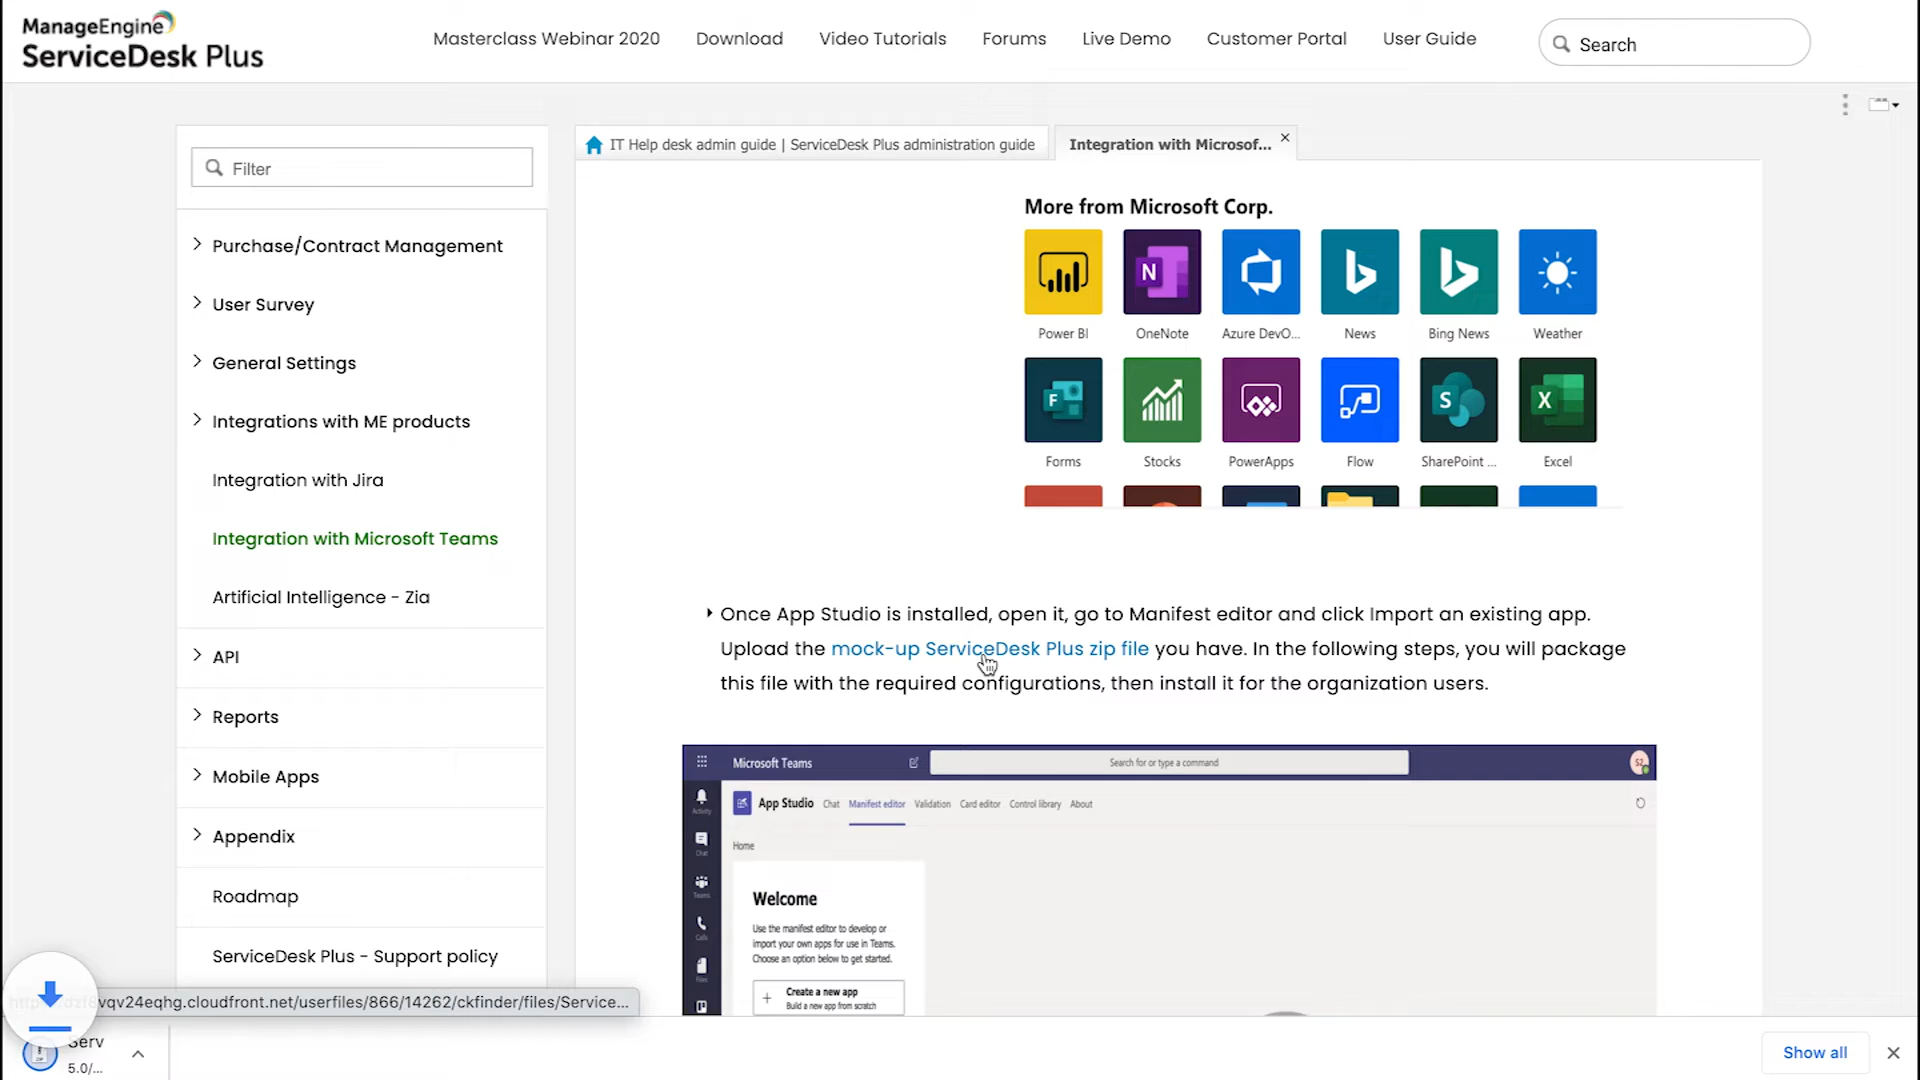 ManageEngine
ServiceDesk Plus
Masterclass Webinar 2020
Download
Video Tutorials
Forums
Live Demo
Customer Portal
User Guide
Search
Filter
Purchase/Contract Management
User Survey
General Settings
Integrations with ME products
Integration with Jira
Integration with Microsoft Teams
Artificial Intelligence - Zia
API
Reports
Mobile Apps
Appendix
Roadmap
ServiceDesk Plus - Support policy
IT Help desk admin guide | ServiceDesk Plus administration guide
Integration with Microsof...
More from Microsoft Corp.
Power BI
OneNote
Azure DevO...
News
Bing News
Weather
Forms
Stocks
PowerApps
Flow
SharePoint ...
Excel
Once App Studio is installed, open it, go to Manifest editor and click Import an existing app.
Upload the mock-up ServiceDesk Plus zip file you have. In the following steps, you will package
this file with the required configurations, then install it for the organization users.
Microsoft Teams
Search for or type a command
S2
Activity
Chat
Teams
Calls
Files
App Studio
Chat
Manifest editor
Validation
Card editor
Control library
About
Home
Welcome
Use the manifest editor to develop or
import your own apps for use in Teams.
Choose an option below to get started.
Create a new app
Build a new app from scratch
vqv24eqhg.cloudfront.net/userfiles/866/14262/ckfinder/files/Service...
Serv
5.0/...
Show all